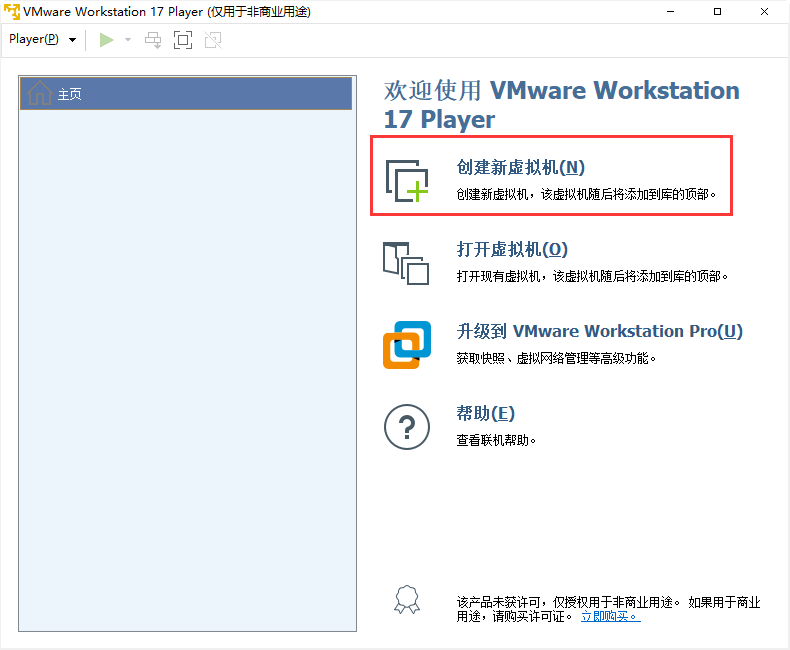 VMware Workstation 17 Player (仅用于非商业用途)
Player(P)
主页
欢迎使用 VMware Workstation
17 Player
创建新虚拟机(N)
创建新虚拟机，该虚拟机随后将添加到库的顶部。
打开虚拟机(O)
打开现有虚拟机，该虚拟机随后将添加到库的顶部。
升级到 VMware Workstation Pro(U)
获取快照、虚拟网络管理等高级功能。
帮助(E)
查看联机帮助。
该产品未获许可，仅授权用于非商业用途。 如果用于商业
用途，请购买许可证。 立即购买。